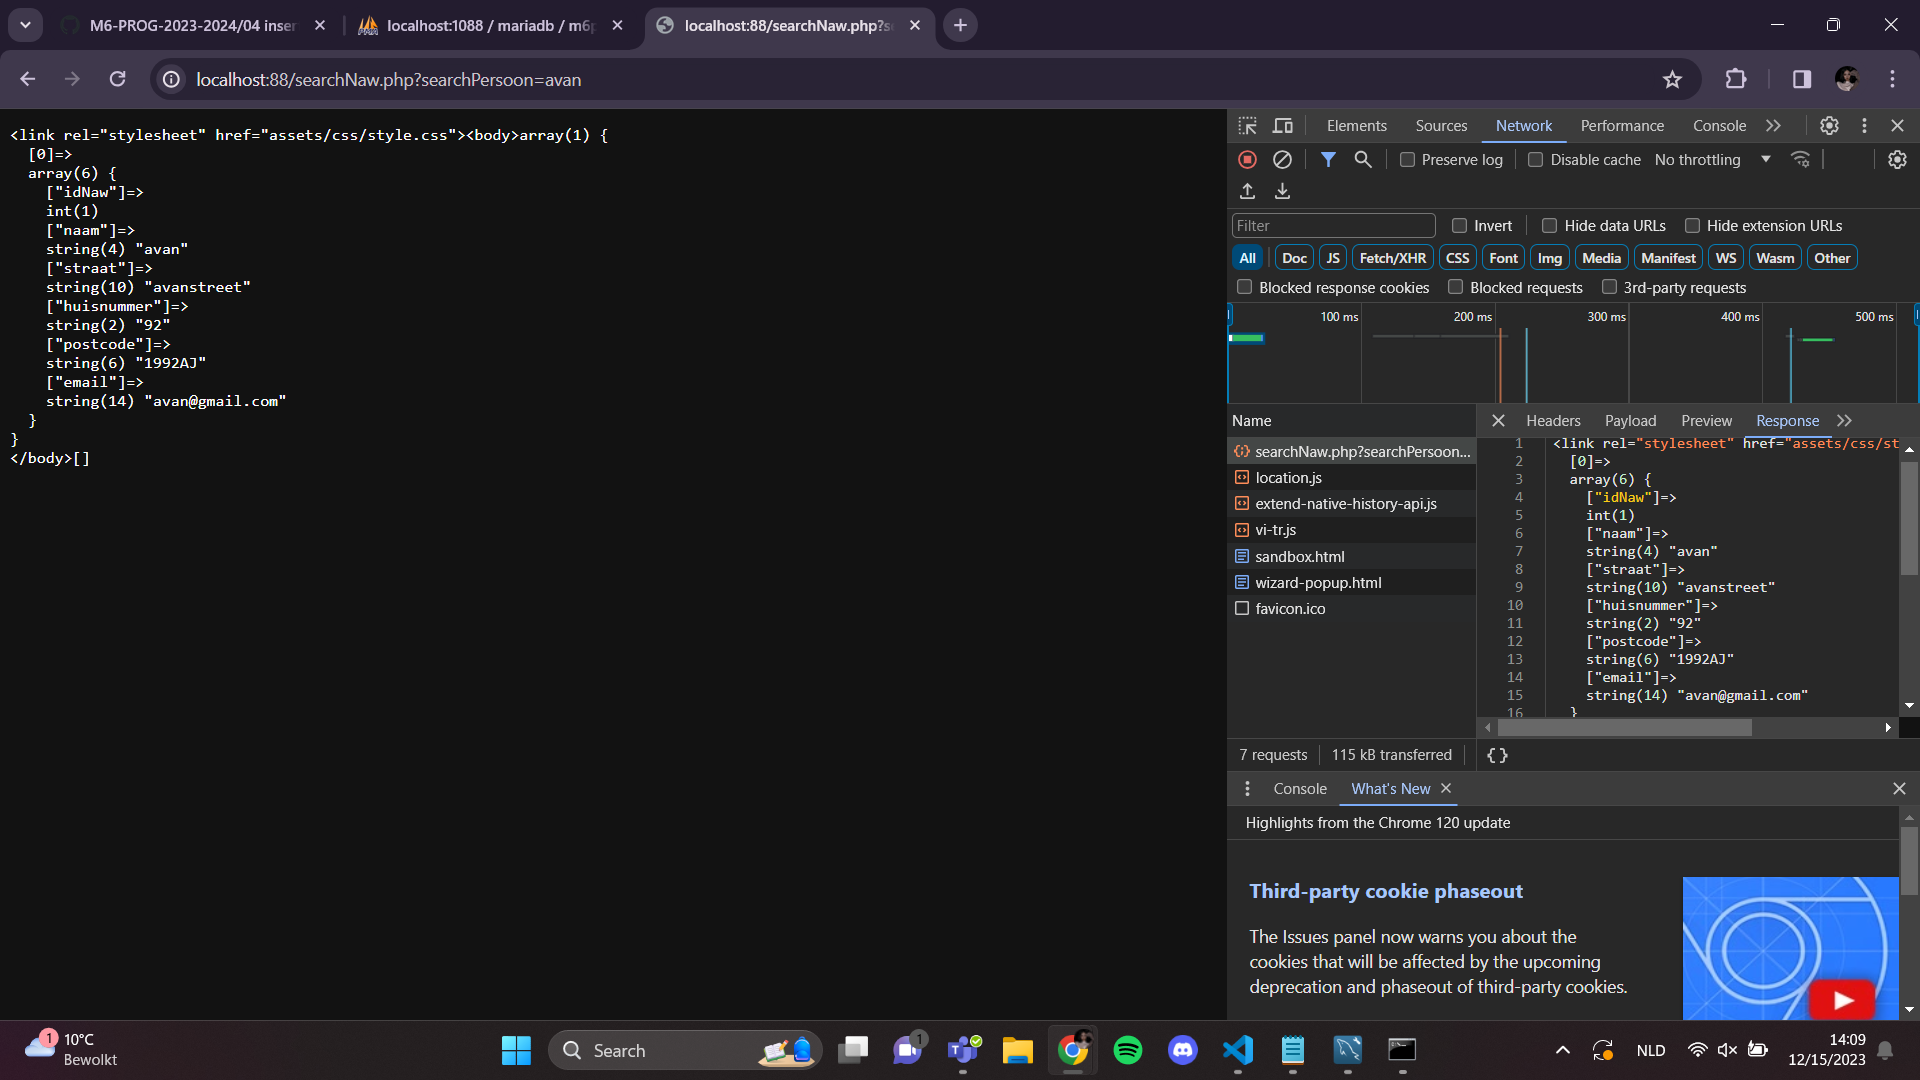 M6-PROG-2023-2024/04 inser
localhost:1088 / mariadb / m6p
localhost:88/searchNaw.php?se
localhost:88/searchNaw.php?searchPersoon=avan
<link rel="stylesheet" href="assets/css/style.css"><body>array(1) {
[0]=>
array(6) {
["idNaw"]=>
int(1)
["naam"]=>
string(4) "avan"
["straat"]=>
string(10) "avanstreet"
["huisnummer"]=>
string(2) "92"
["postcode"]=>
string(6) "1992AJ"
["email"]=>
string(14) "avan@gmail.com"
}
}
</body>[]
Elements Sources Network Performance Console
Preserve log Disable cache No throttling
Filter Invert Hide data URLs Hide extension URLs
All Doc JS Fetch/XHR CSS Font Img Media Manifest WS Wasm Other
Blocked response cookies Blocked requests 3rd-party requests
100 ms 200 ms 300 ms 400 ms 500 ms
Name
searchNaw.php?searchPersoon...
location.js
extend-native-history-api.js
vi-tr.js
sandbox.html
wizard-popup.html
favicon.ico
Headers Payload Preview Response
1 <link rel="stylesheet" href="assets/css/st
2 [0]=>
3 array(6) {
4 ["idNaw"]=>
5 int(1)
6 ["naam"]=>
7 string(4) "avan"
8 ["straat"]=>
9 string(10) "avanstreet"
10 ["huisnummer"]=>
11 string(2) "92"
12 ["postcode"]=>
13 string(6) "1992AJ"
14 ["email"]=>
15 string(14) "avan@gmail.com"
16 }
7 requests 115 kB transferred { }
Console What's New
Highlights from the Chrome 120 update
Third-party cookie phaseout
The Issues panel now warns you about the
cookies that will be affected by the upcoming
deprecation and phaseout of third-party cookies.
1
10°C
Bewolkt
Search
1
NLD
14:09
12/15/2023